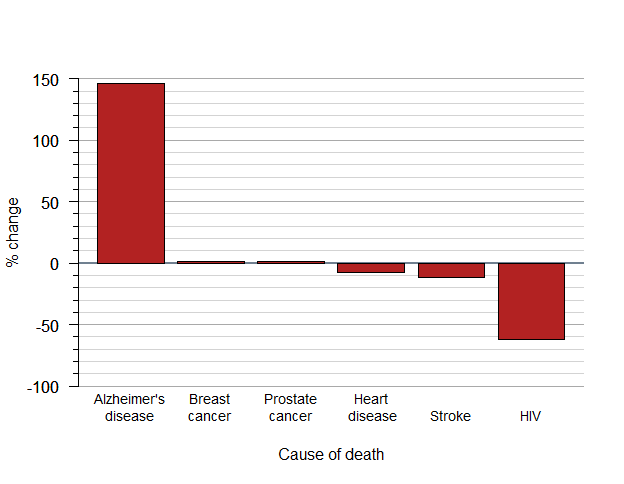 150
100
50
0
-50
-100
% change
Alzheimer's disease
Breast cancer
Prostate cancer
Heart disease
Stroke
HIV
Cause of death